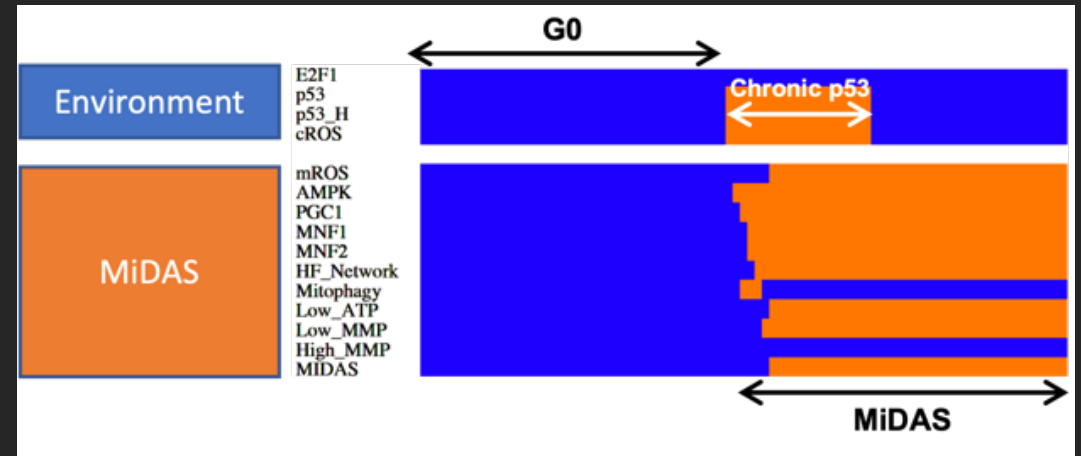 G0
Environment
E2F1
p53
p53_H
cROS
Chronic p53
MiDAS
mROS
AMPK
PGC1
MNF1
MNF2
HF_Network
Mitophagy
Low_ATP
Low_MMP
High_MMP
MIDAS
MiDAS